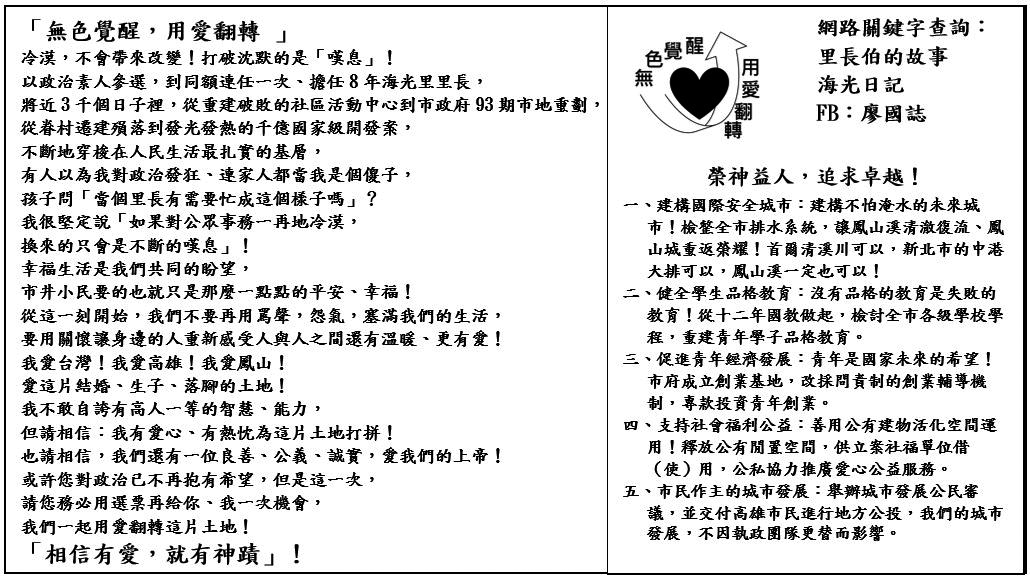 「無色覺醒，用愛翻轉 」
冷漠，不會帶來改變！打破沈默的是「嘆息」！
以政治素人參選，到同額連任一次、擔任8年海光里里長，
將近3千個日子裡，從重建破敗的社區活動中心到市政府93期市地重劃，
從眷村遷建殞落到發光發熱的千億國家級開發案，
不斷地穿梭在人民生活最扎實的基層，
有人以為我對政治發狂、連家人都當我是個傻子，
孩子問「當個里長有需要忙成這個樣子嗎」？
我很堅定說「如果對公眾事務一再地冷漠，
換來的只會是不斷的嘆息」！
幸福生活是我們共同的盼望，
市井小民要的也就只是那麼一點點的平安、幸福！
從這一刻開始，我們不要再用罵聲，怨氣，塞滿我們的生活，
要用關懷讓身邊的人重新感受人與人之間還有溫暖、更有愛！
我愛台灣！我愛高雄！我愛鳳山！
愛這片結婚、生子、落腳的土地！
我不敢自誇有高人一等的智慧、能力，
但請相信：我有愛心、有熱忱為這片土地打拼！
也請相信，我們還有一位良善、公義、誠實，愛我們的上帝！
或許您對政治已不再抱有希望，但是這一次，
請您務必用選票再給你、我一次機會，
我們一起用愛翻轉這片土地！
「相信有愛，就有神蹟」！
無色覺醒
用愛翻轉
網路關鍵字查詢：
里長伯的故事
海光日記
FB：廖國誌
榮神益人，追求卓越！
一、建構國際安全城市：建構不怕淹水的未來城
市！檢整全市排水系統，讓鳳山溪清澈復流、鳳
山城重返榮耀！首爾清溪川可以，新北市的中港
大排可以，鳳山溪一定也可以！
二、健全學生品格教育：沒有品格的教育是失敗的
教育！從十二年國教做起，檢討全市各級學校學
程，重建青年學子品格教育。
三、促進青年經濟發展：青年是國家未來的希望！
市府成立創業基地，改採問責制的創業輔導機
制，專款投資青年創業。
四、支持社會福利公益：善用公有建物活化空間運
用！釋放公有閒置空間，供立案社福單位借
（使）用，公私協力推廣愛心公益服務。
五、市民作主的城市發展：舉辦城市發展公民審
議，並交付高雄市民進行地方公投，我們的城市
發展，不因執政團隊更替而影響。